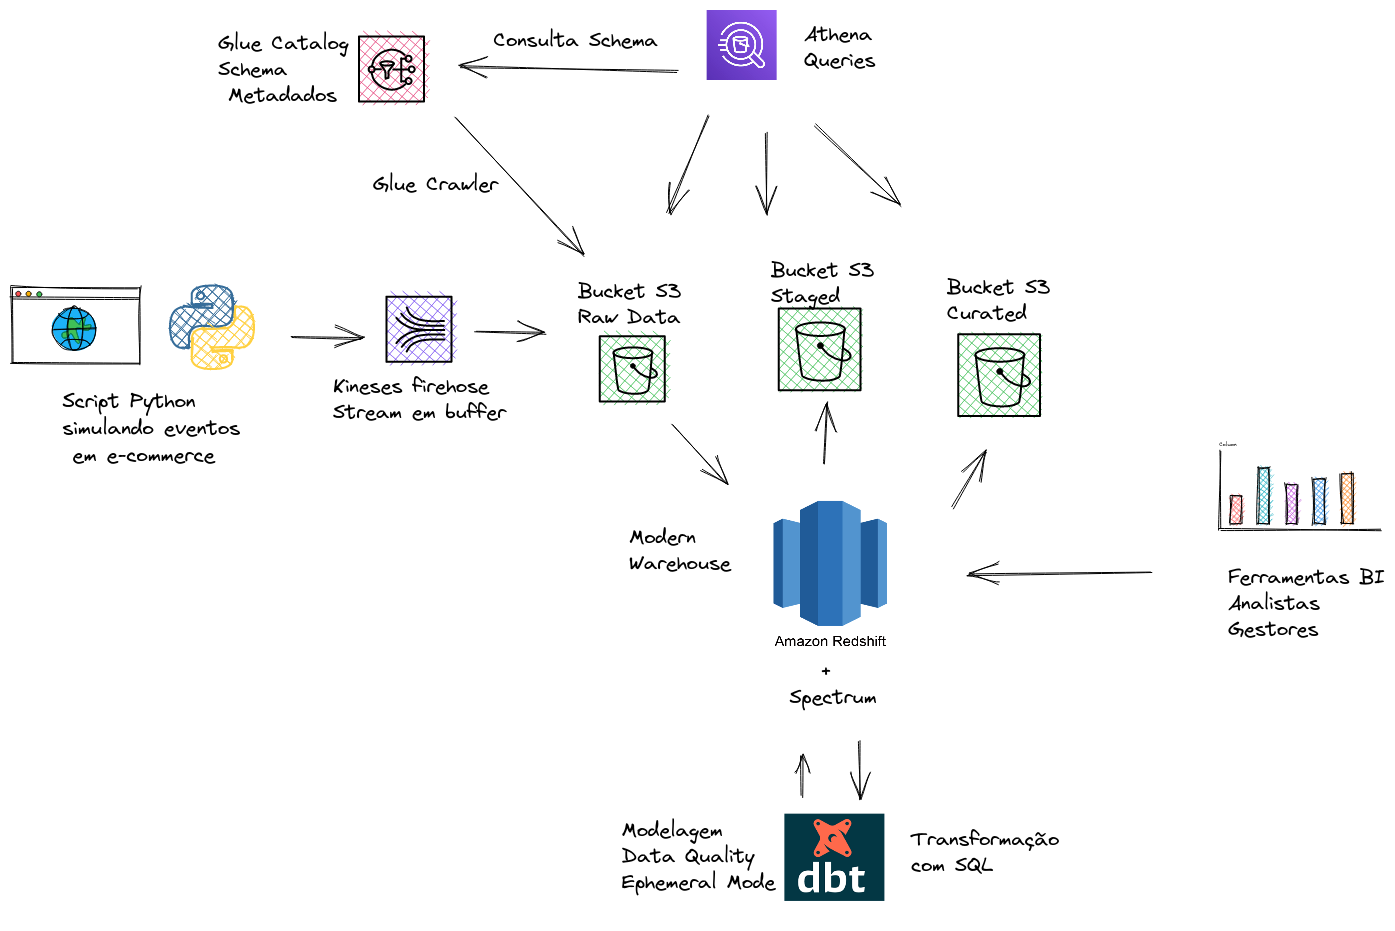 Glue Catalog
Schema
Metadados
Consulta Schema
Athena
Queries
Glue Crawler
Bucket S3
Raw Data
Bucket S3
Staged
Bucket S3
Curated
Script Python
simulando eventos
em e-commerce
Kineses firehose
Stream em buffer
Column
Modern
Warehouse
Amazon Redshift
+
Spectrum
Ferramentas BI
Analistas
Gestores
Modelagem
Data Quality
Ephemeral Mode
dbt
Transformação
com SQL